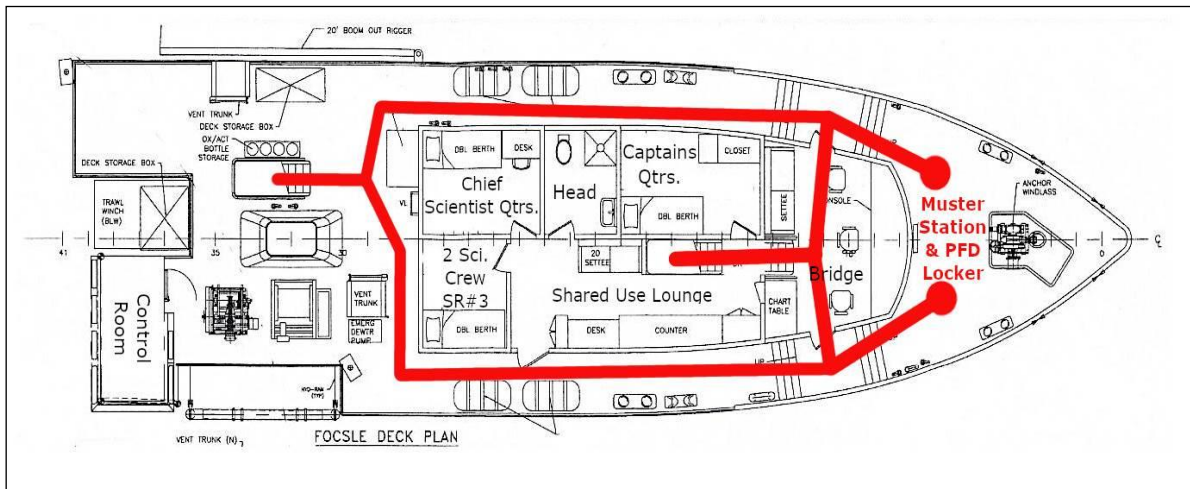 20' BOOM OUT RIGGER
VENT TRUNK
DECK STORAGE BOX
OX/ACT
BOTTLE
STORAGE
DECK STORAGE BOX
TRAWL
WINCH
(BLW)
DBL BERTH
DESK
Chief
Scientist Qtrs.
Head
Captains
Qtrs.
CLOSET
DBL BERTH
SETTEE
Muster
Station
& PFD
Locker
ANCHOR
WINDLASS
VL
41
35
30
20
SETTEE
0
2 Sci.
Crew
SR#3
DBL BERTH
Shared Use Lounge
DESK
COUNTER
CHART
TABLE
Bridge
UP
Control
Room
VENT
TRUNK
EMERG
DEWTR
PUMP
VENT TRUNK (N)
FOCSLE DECK PLAN